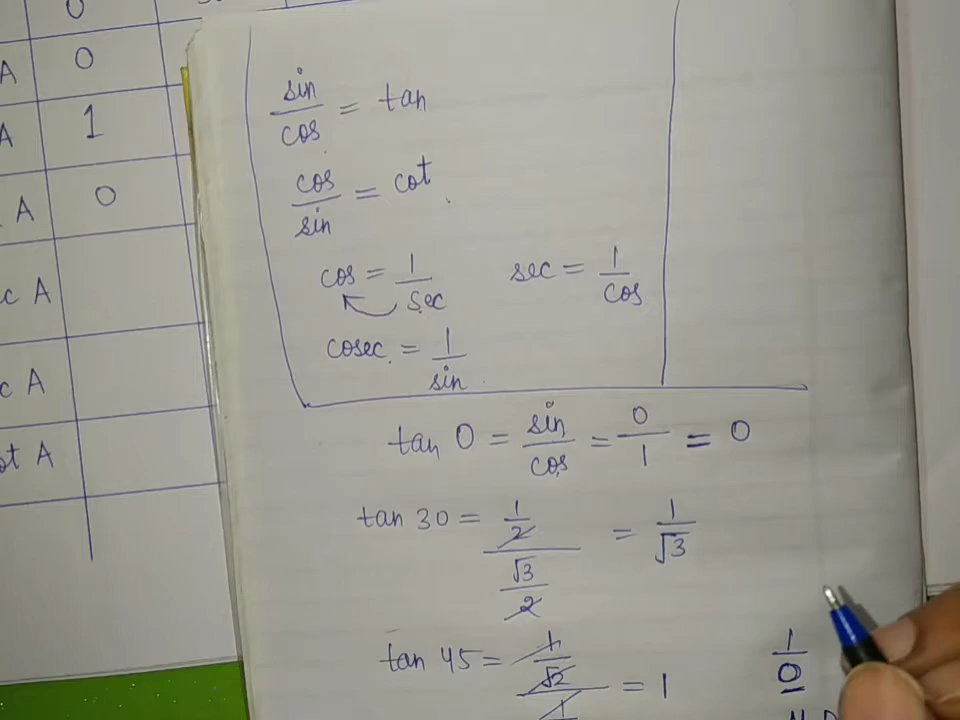 0
A 0
A 1
A 0
c A
c A
ot A
sin/cos = tan
cos/sin = cot
cos = 1/sec sec = 1/cos
cosec = 1/sin
tan 0 = sin/cos = 0/1 = 0
tan 30 = 1/2 / √3/2 = 1/√3
tan 45 = 1/√2 / 1 = 1
1/0